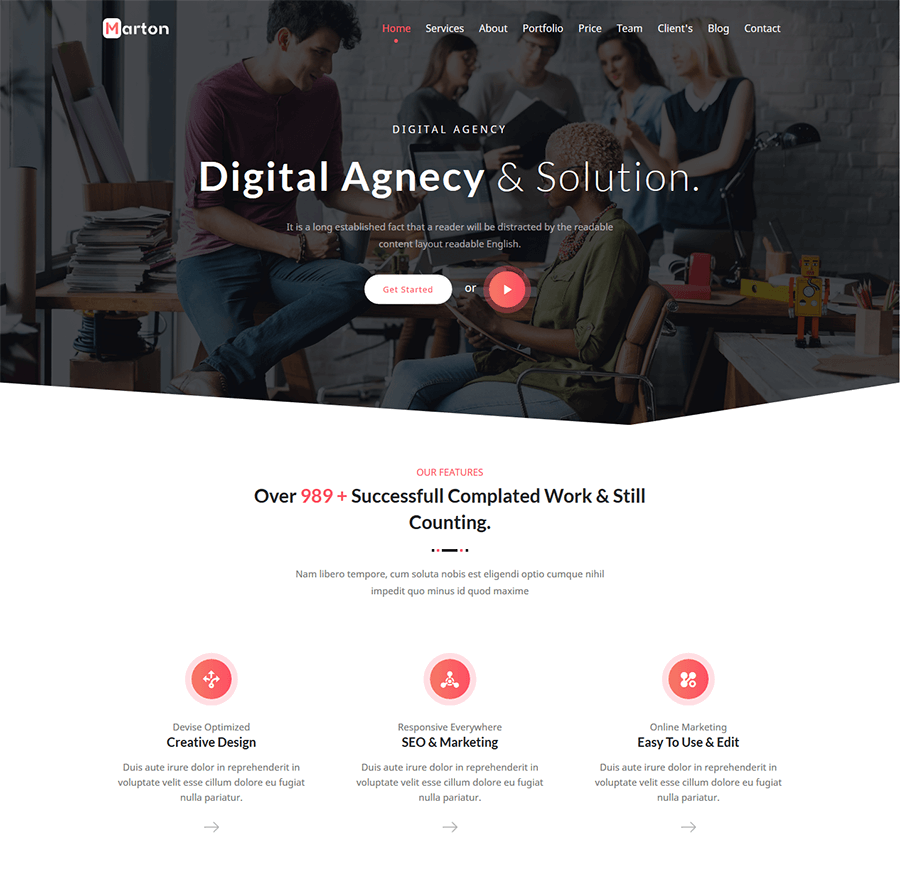 Marton
Home Services About Portfolio Price Team Client's Blog Contact
DIGITAL AGENCY
Digital Agnecy & Solution.
It is a long established fact that a reader will be distracted by the readable
content layout readable English.
Get Started or
OUR FEATURES
Over 989 + Successfull Complated Work & Still
Counting.
Nam libero tempore, cum soluta nobis est eligendi optio cumque nihil
impedit quo minus id quod maxime
Devise Optimized
Creative Design
Duis aute irure dolor in reprehenderit in
voluptate velit esse cillum dolore eu fugiat
nulla pariatur.
Responsive Everywhere
SEO & Marketing
Duis aute irure dolor in reprehenderit in
voluptate velit esse cillum dolore eu fugiat
nulla pariatur.
Online Marketing
Easy To Use & Edit
Duis aute irure dolor in reprehenderit in
voluptate velit esse cillum dolore eu fugiat
nulla pariatur.